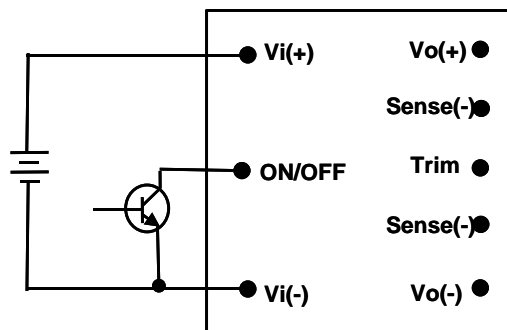 Vi(+)
Vo(+)
Sense(-)
ON/OFF
Trim
Sense(-)
Vi(-)
Vo(-)